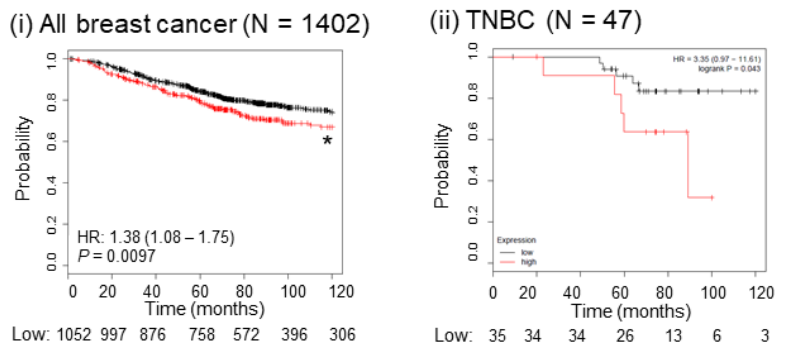 (i) All breast cancer (N = 1402)
1.0
0.8
0.6
0.4
0.2
0.0
Probability
*
HR: 1.38 (1.08 – 1.75)
P = 0.0097
0 20 40 60 80 100 120
Time (months)
Low: 1052 997 876 758 572 396 306
(ii) TNBC (N = 47)
1.0
0.8
0.6
0.4
0.2
0.0
Probability
HR = 3.35 (0.97 – 11.61)
logrank P = 0.043
Expression
low
high
0 20 40 60 80 100 120
Time (months)
Low: 35 34 34 26 13 6 3